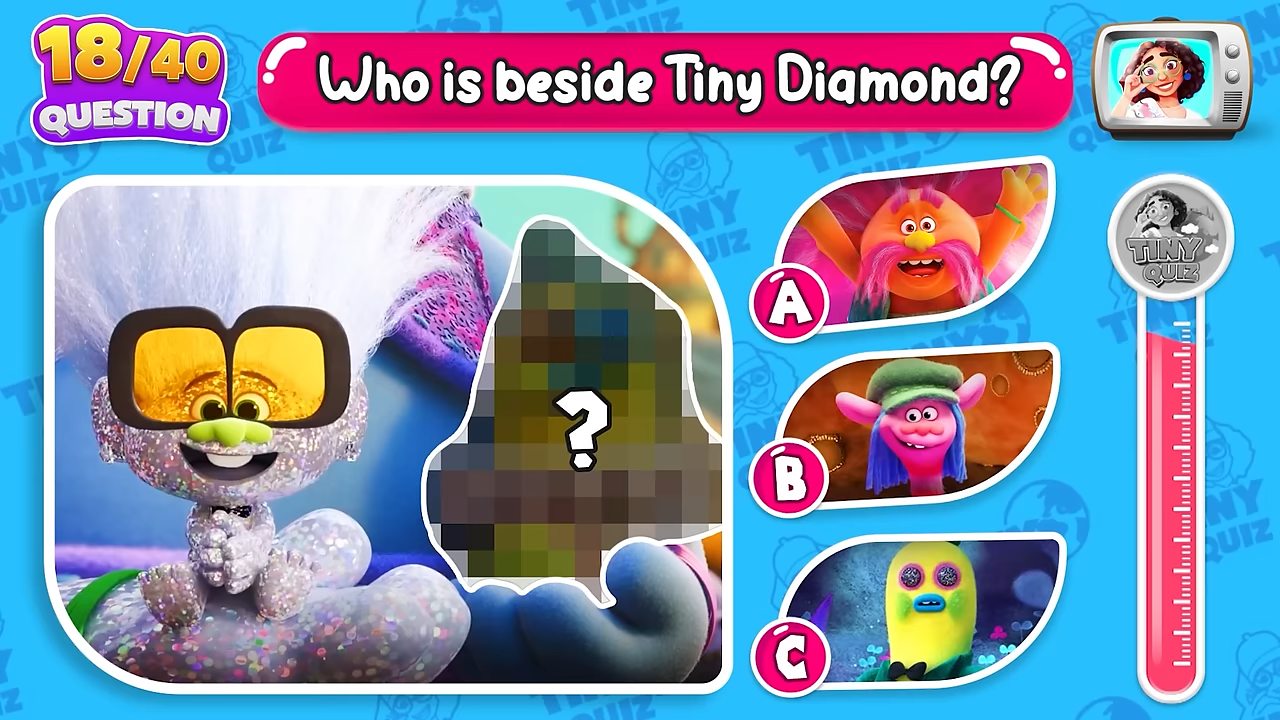 18/40
QUESTION
Who is beside Tiny Diamond?
?
A
B
C
TINY
QUIZ